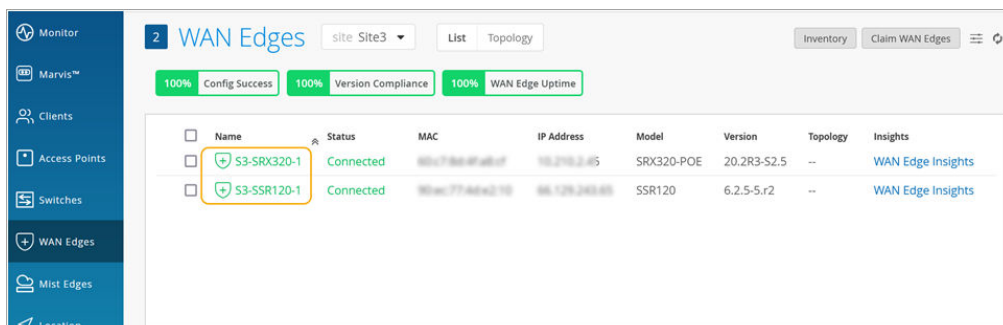 Monitor
Marvis™
Clients
Access Points
Switches
WAN Edges
Mist Edges
Location
2 WAN Edges site Site3 List Topology Inventory Claim WAN Edges
100% Config Success 100% Version Compliance 100% WAN Edge Uptime
Name Status MAC IP Address Model Version Topology Insights
S3-SRX320-1 Connected SRX320-POE 20.2R3-S2.5 -- WAN Edge Insights
S3-SSR120-1 Connected SSR120 6.2.5-5.r2 -- WAN Edge Insights